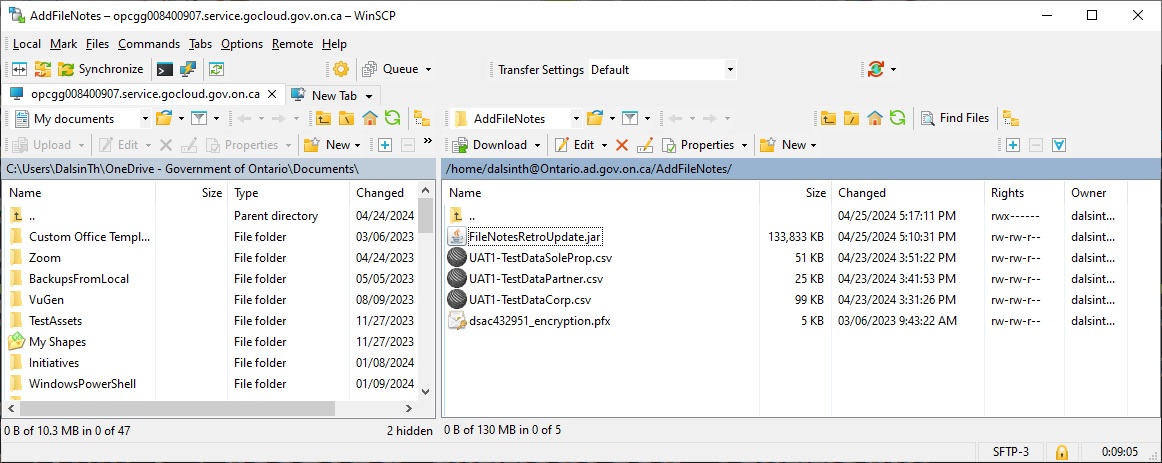 AddFileNotes – opcgg008400907.service.gocloud.gov.on.ca – WinSCP
Local Mark Files Commands Tabs Options Remote Help
Synchronize Queue Transfer Settings Default
opcgg008400907.service.gocloud.gov.on.ca × New Tab
My documents AddFileNotes Find Files
Upload Edit Properties New » Download Edit Properties New
C:\Users\DalsinTh\OneDrive - Government of Ontario\Documents\ /home/dalsinth@Ontario.ad.gov.on.ca/AddFileNotes/
Name Size Type Changed Name Size Changed Rights Owner
.. Parent directory 04/24/2024 .. 04/25/2024 5:17:11 PM rwx------ dalsint...
Custom Office Templ... File folder 03/06/2023 FileNotesRetroUpdate.jar 133,833 KB 04/25/2024 5:10:31 PM rw-rw-r-- dalsint...
Zoom File folder 04/24/2023 UAT1-TestDataSoleProp.csv 51 KB 04/23/2024 3:51:22 PM rw-rw-r-- dalsint...
BackupsFromLocal File folder 05/05/2023 UAT1-TestDataPartner.csv 25 KB 04/23/2024 3:41:53 PM rw-rw-r-- dalsint...
VuGen File folder 08/09/2023 UAT1-TestDataCorp.csv 99 KB 04/23/2024 3:31:26 PM rw-rw-r-- dalsint...
TestAssets File folder 11/27/2023 dsac432951_encryption.pfx 5 KB 03/06/2023 9:43:22 AM rw-rw-r-- dalsint...
My Shapes File folder 11/27/2023
Initiatives File folder 01/08/2024
WindowsPowerShell File folder 01/09/2024
0 B of 10.3 MB in 0 of 47 2 hidden 0 B of 130 MB in 0 of 5
SFTP-3 0:09:05